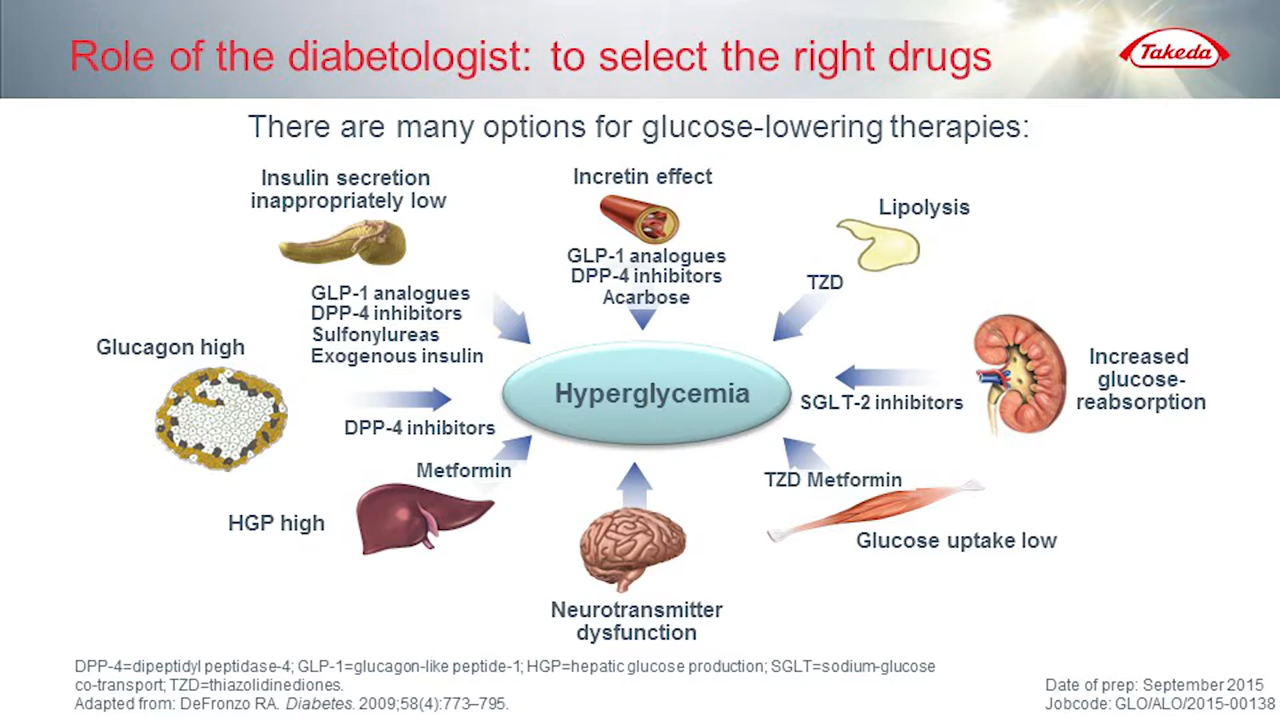 Role of the diabetologist: to select the right drugs
Takeda
There are many options for glucose-lowering therapies:
Insulin secretion
inappropriately low
GLP-1 analogues
DPP-4 inhibitors
Sulfonylureas
Exogenous insulin
Incretin effect
GLP-1 analogues
DPP-4 inhibitors
Acarbose
Lipolysis
TZD
Glucagon high
DPP-4 inhibitors
Hyperglycemia
SGLT-2 inhibitors
Increased
glucose-
reabsorption
Metformin
HGP high
TZD Metformin
Glucose uptake low
Neurotransmitter
dysfunction
DPP-4=dipeptidyl peptidase-4; GLP-1=glucagon-like peptide-1; HGP=hepatic glucose production; SGLT=sodium-glucose
co-transport; TZD=thiazolidinediones.
Adapted from: DeFronzo RA. Diabetes. 2009;58(4):773–795.
Date of prep: September 2015
Jobcode: GLO/ALO/2015-00138